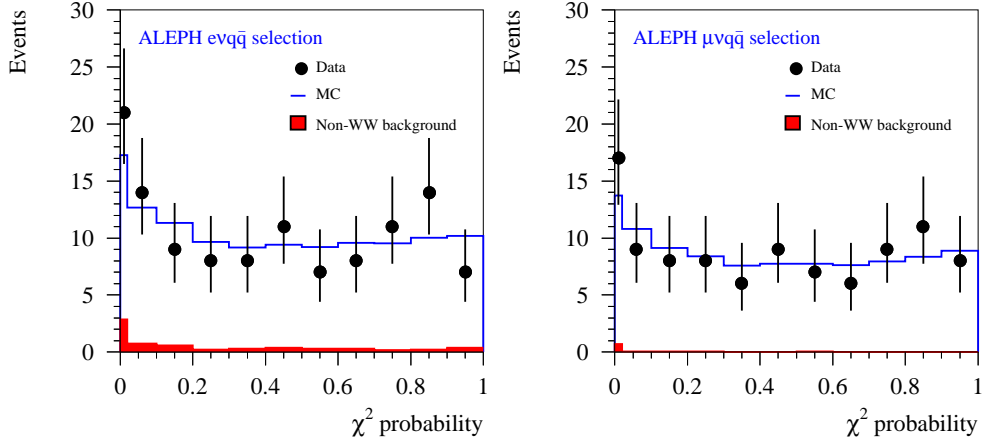 Events
30
25
20
15
10
5
0
ALEPH eνqq̄ selection
Data
MC
Non-WW background
0 0.2 0.4 0.6 0.8 1
χ² probability
Events
30
25
20
15
10
5
0
ALEPH μνqq̄ selection
Data
MC
Non-WW background
0 0.2 0.4 0.6 0.8 1
χ² probability